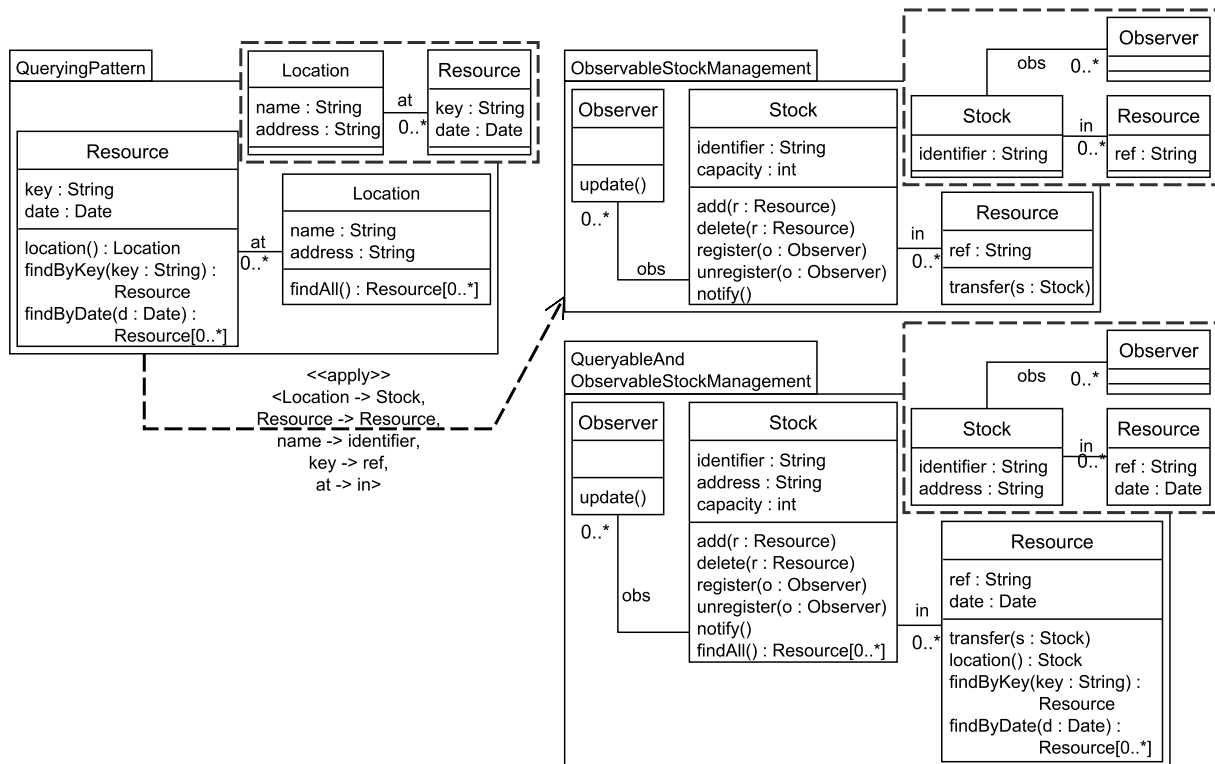 QueryingPattern
Location
name : String
address : String
at
0..*
Resource
key : String
date : Date
Resource
key : String
date : Date
location() : Location
findByKey(key : String) :
Resource
findByDate(d : Date) :
Resource[0..*]
at
0..*
Location
name : String
address : String
findAll() : Resource[0..*]
<<apply>>
<Location -> Stock,
Resource -> Resource,
name -> identifier,
key -> ref,
at -> in>
ObservableStockManagement
Observer
update()
0..*
obs
Stock
identifier : String
capacity : int
add(r : Resource)
delete(r : Resource)
register(o : Observer)
unregister(o : Observer)
notify()
in
0..*
Resource
ref : String
transfer(s : Stock)
Observer
obs
0..*
Stock
identifier : String
in
0..*
Resource
ref : String
QueryableAnd
ObservableStockManagement
Observer
update()
0..*
obs
Stock
identifier : String
address : String
capacity : int
add(r : Resource)
delete(r : Resource)
register(o : Observer)
unregister(o : Observer)
notify()
findAll() : Resource[0..*]
in
0..*
Resource
ref : String
date : Date
transfer(s : Stock)
location() : Stock
findByKey(key : String) :
Resource
findByDate(d : Date) :
Resource[0..*]
Observer
obs
0..*
Stock
identifier : String
address : String
in
0..*
Resource
ref : String
date : Date